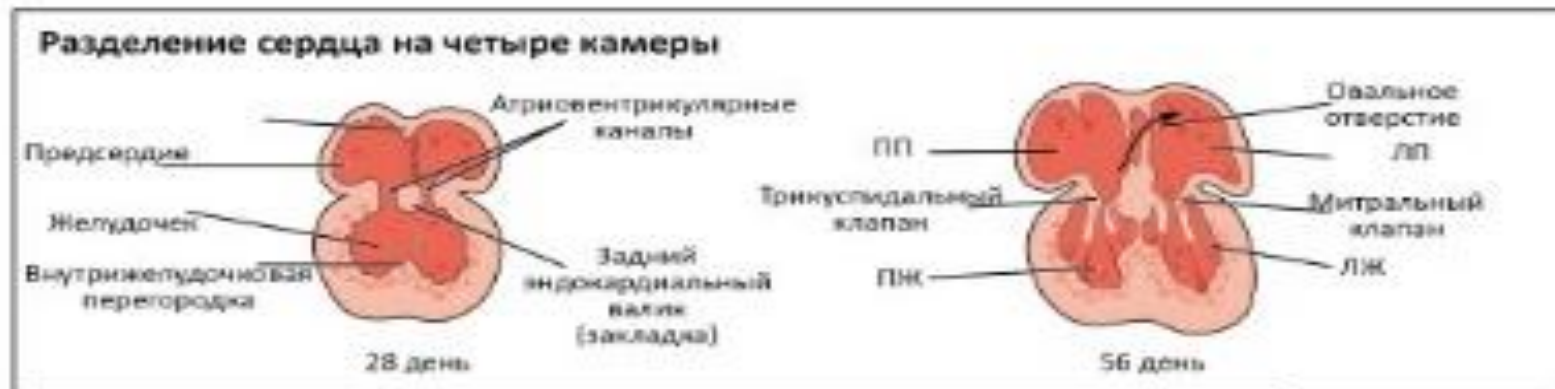 Разделение сердца на четыре камеры
Атриовентрикулярные
каналы
Предсердие
Желудочек
Внутрижелудочковая
перегородка
Задний
эндокардиальный
валик
(закладка)
28 день
Овальное
отверстие
ПП
ЛП
Трикуспидальный
клапан
Митральный
клапан
ПЖ
ЛЖ
56 день